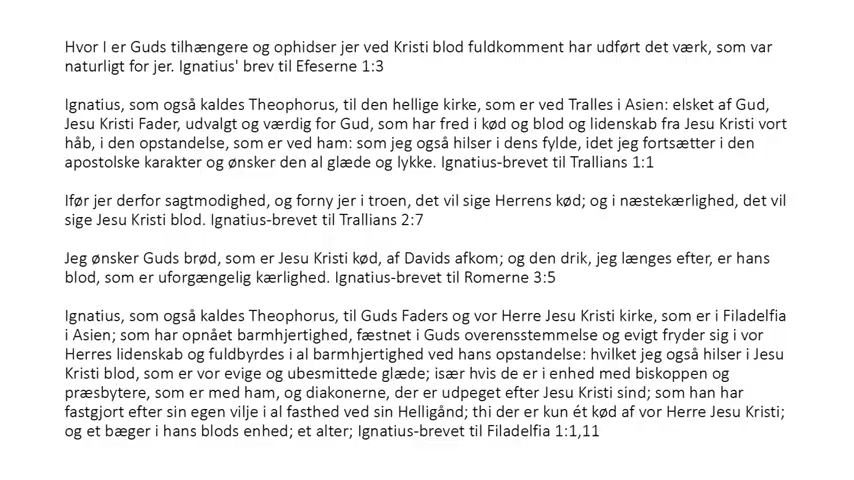 Hvor I er Guds tilhængere og ophidser jer ved Kristi blod fuldkomment har udført det værk, som var
naturligt for jer. Ignatius' brev til Efeserne 1:3
Ignatius, som også kaldes Theophorus, til den hellige kirke, som er ved Tralles i Asien: elsket af Gud,
Jesu Kristi Fader, udvalgt og værdig for Gud, som har fred i kød og blod og lidenskab fra Jesu Kristi vort
håb, i den opstandelse, som er ved ham: som jeg også hilser i dens fylde, idet jeg fortsætter i den
apostolske karakter og ønsker den al glæde og lykke. Ignatius-brevet til Trallians 1:1
Ifør jer derfor sagtmodighed, og forny jer i troen, det vil sige Herrens kød; og i næstekærlighed, det vil
sige Jesu Kristi blod. Ignatius-brevet til Trallians 2:7
Jeg ønsker Guds brød, som er Jesu Kristi kød, af Davids afkom; og den drik, jeg længes efter, er hans
blod, som er uforgængelig kærlighed. Ignatius-brevet til Romerne 3:5
Ignatius, som også kaldes Theophorus, til Guds Faders og vor Herre Jesu Kristi kirke, som er i Filadelfia
i Asien; som har opnået barmhjertighed, fæstnet i Guds overensstemmelse og evigt fryder sig i vor
Herres lidenskab og fuldbyrdes i al barmhjertighed ved hans opstandelse: hvilket jeg også hilser i Jesu
Kristi blod, som er vor evige og ubesmittede glæde; især hvis de er i enhed med biskoppen og
præsbytere, som er med ham, og diakonerne, der er udpeget efter Jesu Kristi sind; som han har
fastgjort efter sin egen vilje i al fasthed ved sin Helligånd; thi der er kun ét kød af vor Herre Jesu Kristi;
og et bæger i hans blods enhed; et alter; Ignatius-brevet til Filadelfia 1:1,11